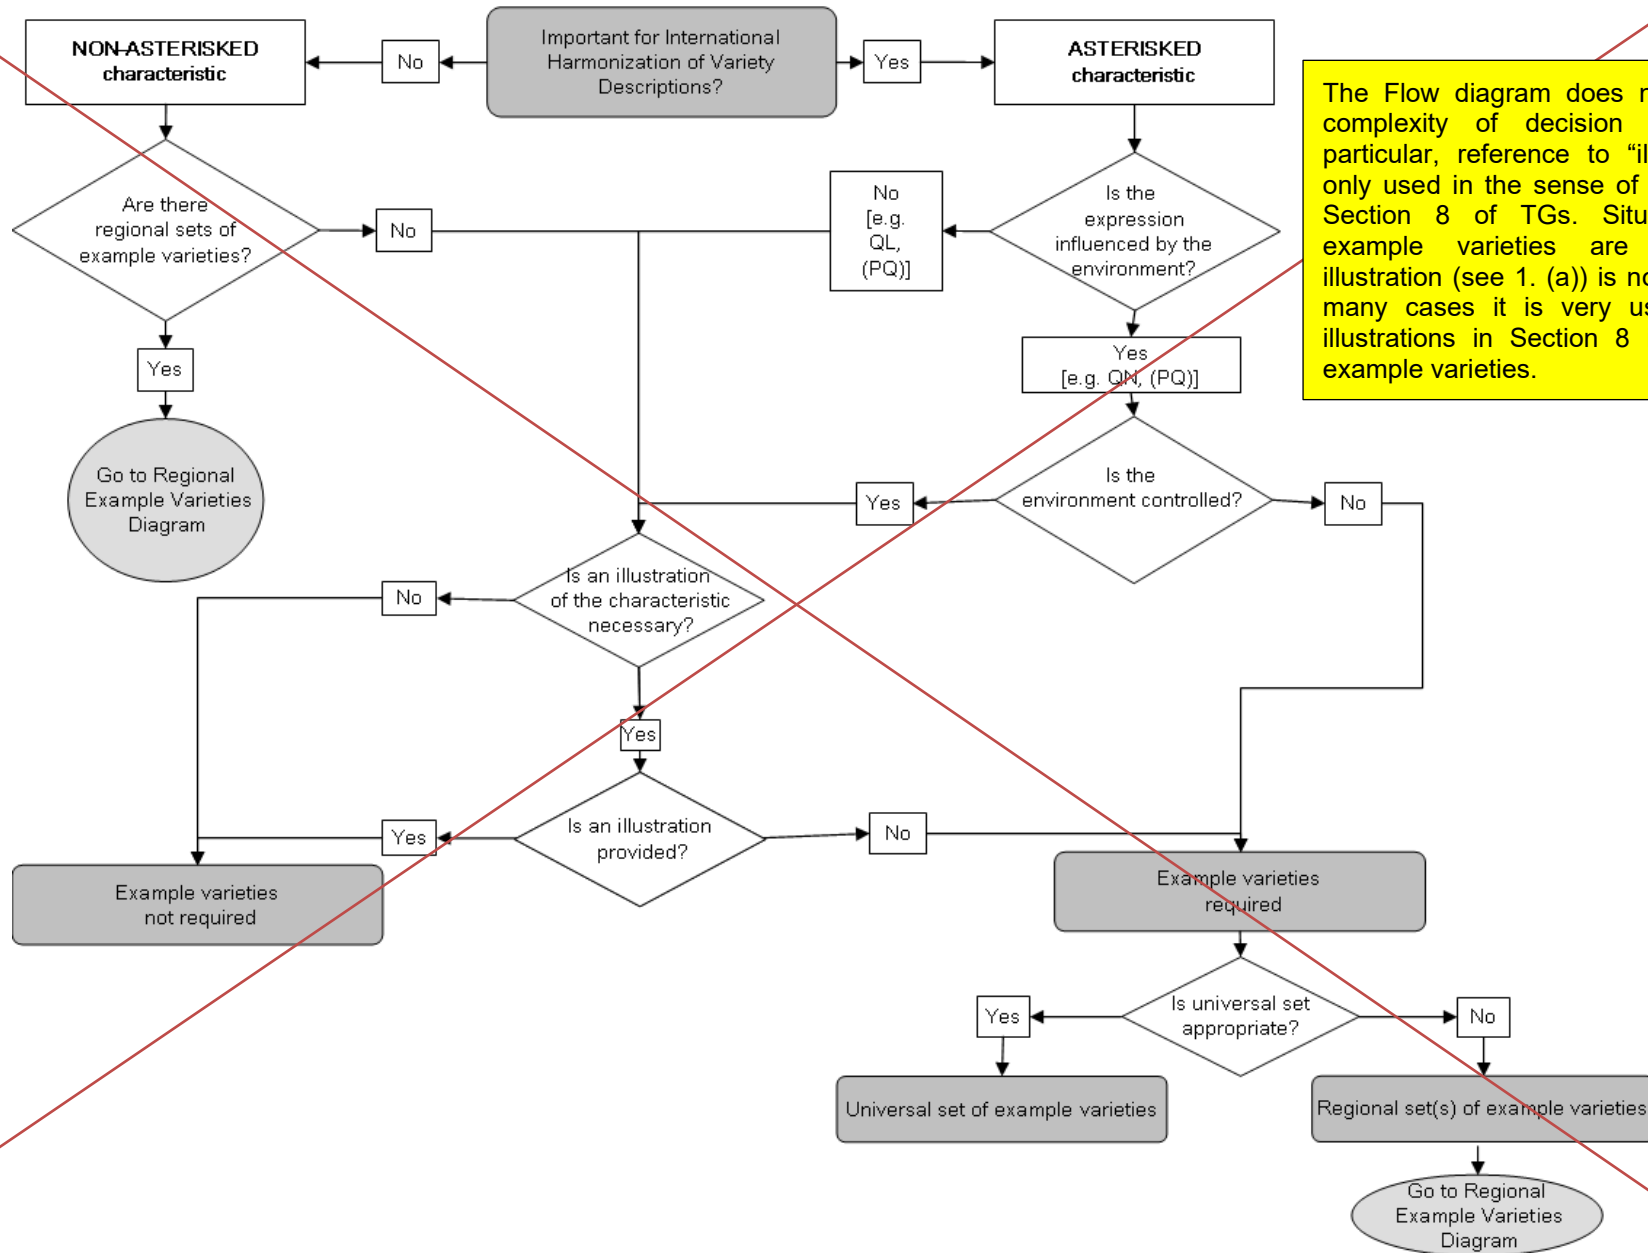 NON-ASTERISKED
characteristic
No
Important for International
Harmonization of Variety
Descriptions?
Yes
ASTERISKED
characteristic
The Flow diagram does
complexity of decision
particular, reference to
only used in the sense of
Section 8 of TGs.
example varieties are
illustration (see 1. (a)) is
many cases it is very
illustrations in Section 8
example varieties.
Are there
regional sets of
example varieties?
No
No
[e.g.
QL,
(PQ)]
Is the
expression
influenced by the
environment?
Yes
Yes
[e.g. QN, (PQ)]
Go to Regional
Example Varieties
Diagram
Yes
Is the
environment controlled?
No
No
Is an illustration
of the characteristic
necessary?
Yes
Yes
Is an illustration
provided?
No
Example varieties
not required
Example varieties
required
Yes
Is universal set
appropriate?
No
Universal set of example varieties
Regional set(s) of example varieties
Go to Regional
Example Varieties
Diagram